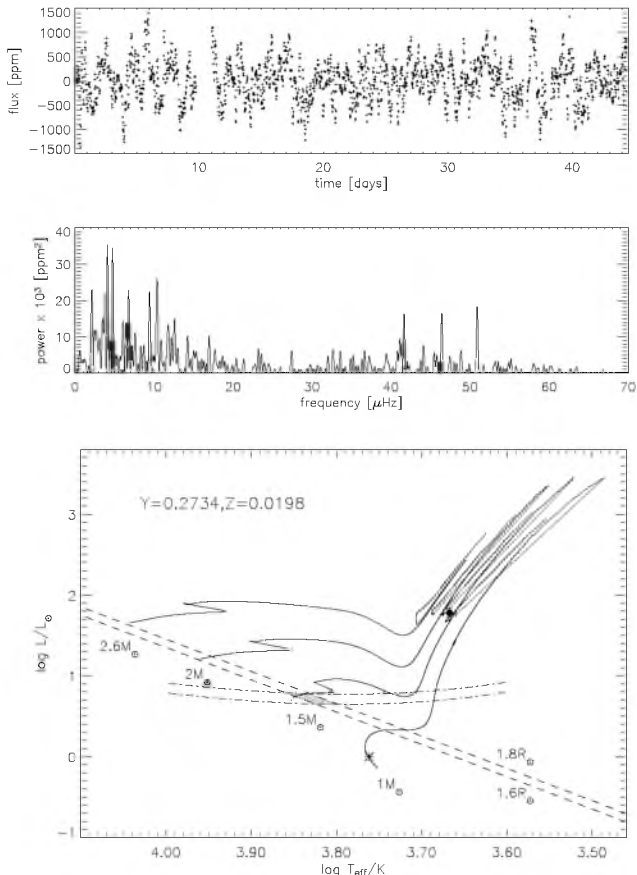 1500
1000
500
0
-500
-1000
-1500
flux [ppm]
10 20 30 40
time [days]
40
30
20
10
0
power x 10³ [ppm²]
0 10 20 30 40 50 60 70
frequency [μHz]
Y=0.2734,Z=0.0198
3
2
1
0
-1
log L/L⊙
2.6M⊙
2M⊙
1.5M⊙
1M⊙
1.8R⊙
1.6R⊙
4.00 3.90 3.80 3.70 3.60 3.50
log Teff/K